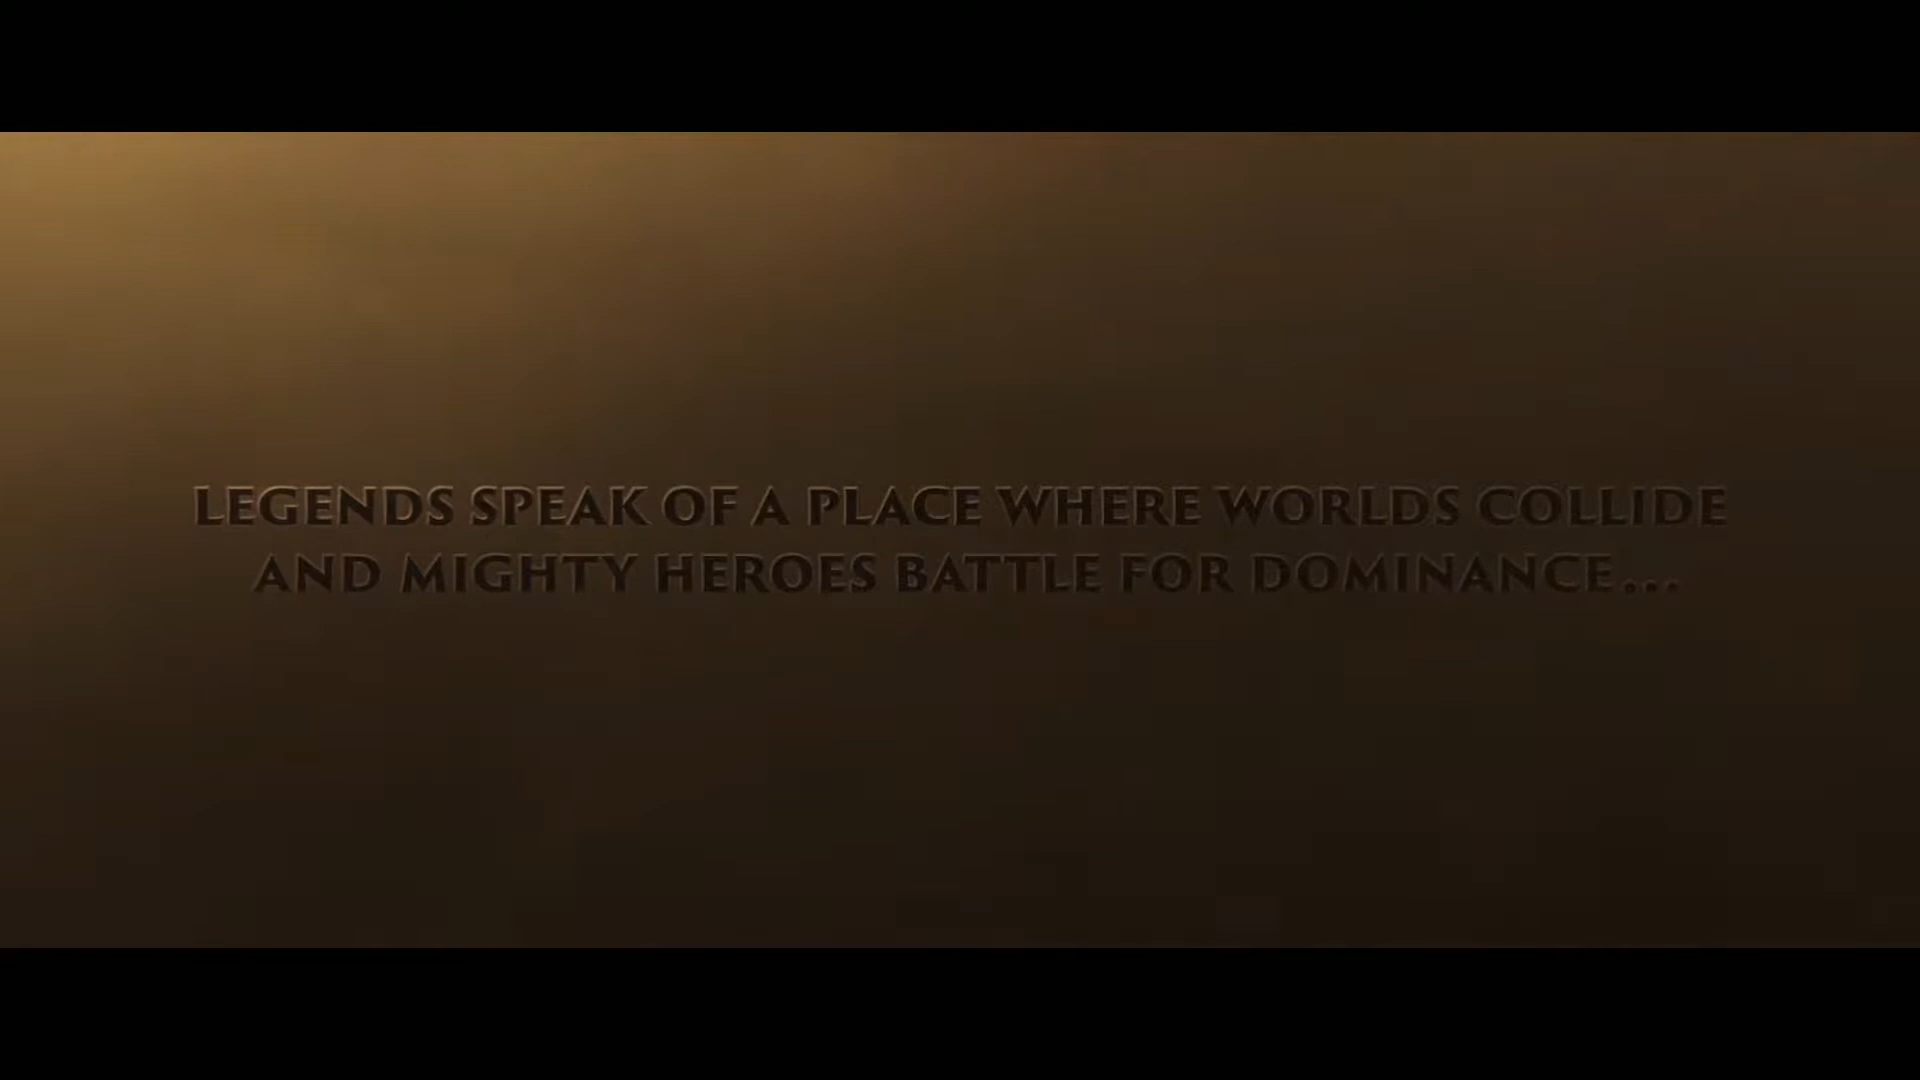 LEGENDS SPEAK OF A PLACE WHERE WORLDS COLLIDE
AND MIGHTY HEROES BATTLE FOR DOMINANCE...